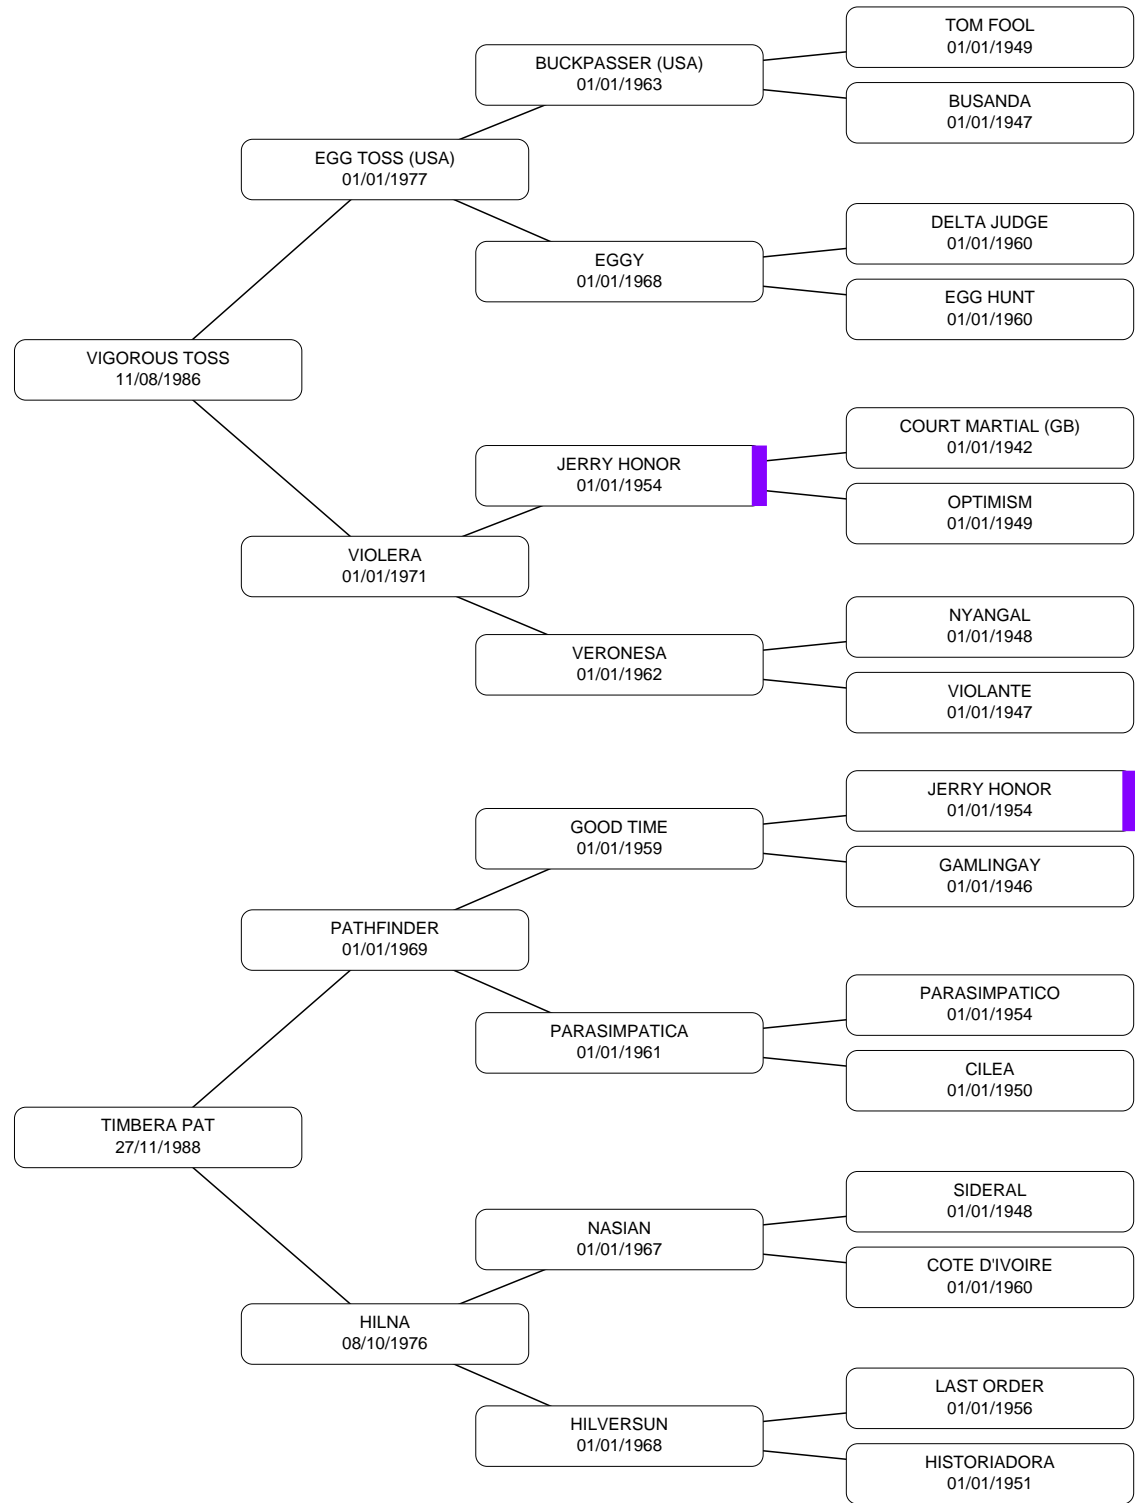 TOM FOOL
01/01/1949
BUCKPASSER (USA)
01/01/1963
BUSANDA
01/01/1947
EGG TOSS (USA)
01/01/1977
DELTA JUDGE
01/01/1960
EGGY
01/01/1968
EGG HUNT
01/01/1960
VIGOROUS TOSS
11/08/1986
COURT MARTIAL (GB)
01/01/1942
JERRY HONOR
01/01/1954
OPTIMISM
01/01/1949
VIOLERA
01/01/1971
NYANGAL
01/01/1948
VERONESA
01/01/1962
VIOLANTE
01/01/1947
JERRY HONOR
01/01/1954
GOOD TIME
01/01/1959
GAMLINGAY
01/01/1946
PATHFINDER
01/01/1969
PARASIMPATICO
01/01/1954
PARASIMPATICA
01/01/1961
CILEA
01/01/1950
TIMBERA PAT
27/11/1988
SIDERAL
01/01/1948
NASIAN
01/01/1967
COTE D'IVOIRE
01/01/1960
HILNA
08/10/1976
LAST ORDER
01/01/1956
HILVERSUN
01/01/1968
HISTORIADORA
01/01/1951